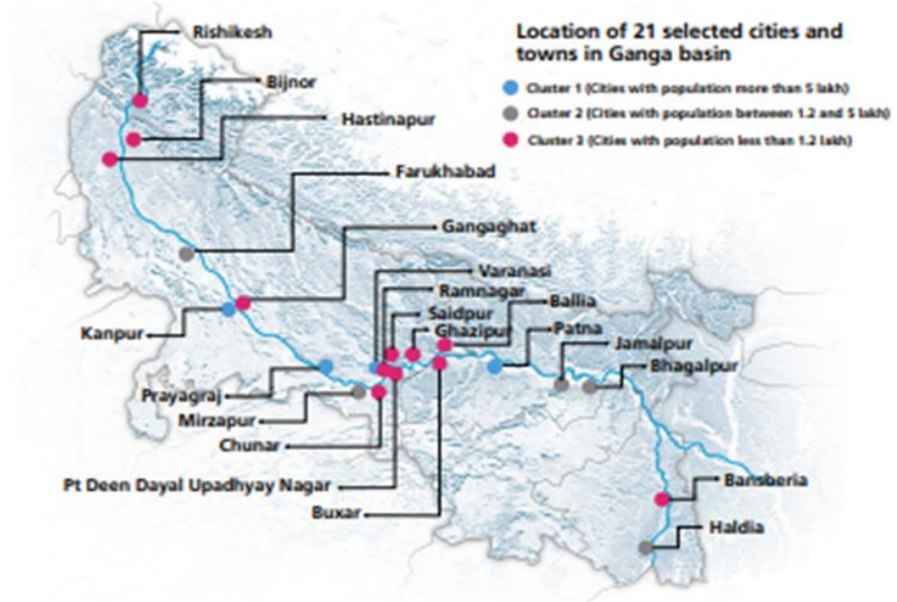 Location of 21 selected cities and
towns in Ganga basin
Cluster 1 (Cities with population more than 5 lakh)
Cluster 2 (Cities with population between 1.2 and 5 lakh)
Cluster 3 (Cities with population less than 1.2 lakh)
Rishikesh
Bijnor
Hastinapur
Farukhabad
Gangaghat
Varanasi
Ramnagar
Ballia
Saidpur
Ghazipur
Patna
Kanpur
Jamalpur
Bhagalpur
Prayagraj
Mirzapur
Chunar
Pt Deen Dayal Upadhyay Nagar
Bansberia
Buxar
Haldia